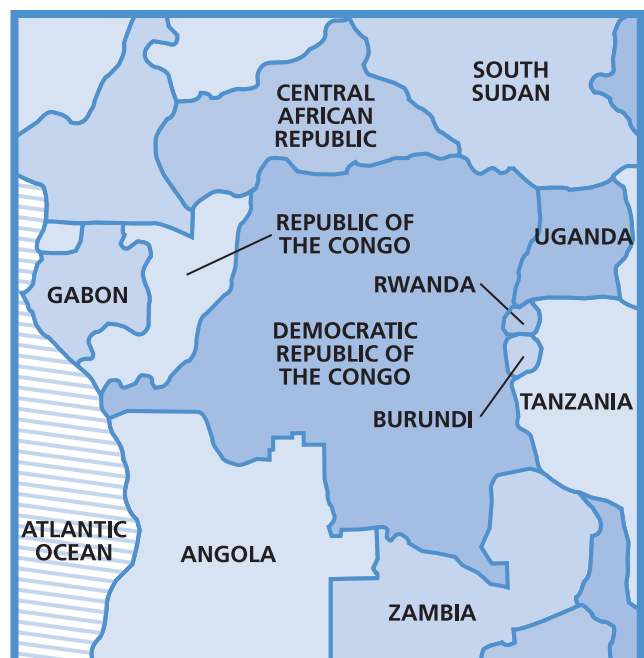 SOUTH
SUDAN
CENTRAL
AFRICAN
REPUBLIC
REPUBLIC OF
THE CONGO
UGANDA
GABON
RWANDA
DEMOCRATIC
REPUBLIC OF
THE CONGO
TANZANIA
BURUNDI
ATLANTIC
OCEAN
ANGOLA
ZAMBIA